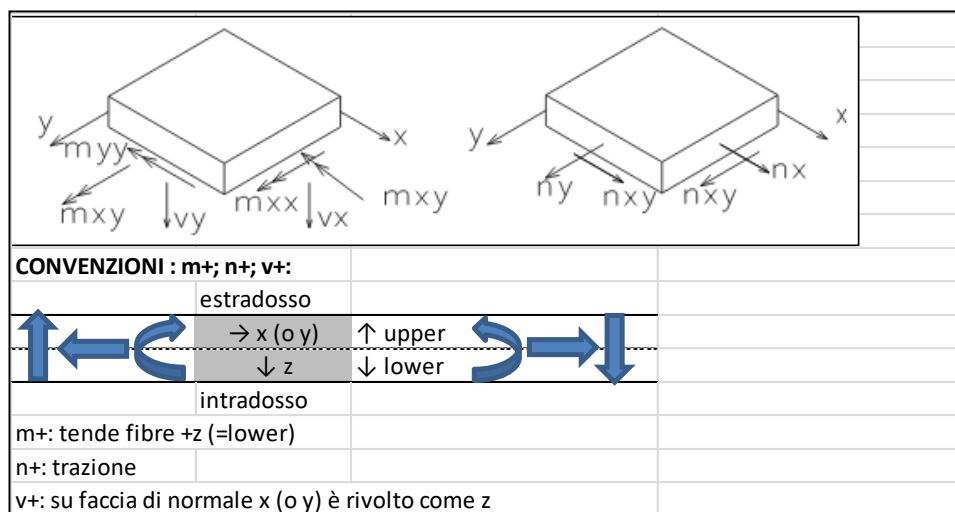 y
x
y
x
myy
mxy
vy
mxx
vx
mxy
ny
nxy
nxy
nx
CONVENZIONI : m+; n+; v+:
estradosso
→ x (o y) ↑ upper
↓ z ↓ lower
intradosso
m+: tende fibre +z (=lower)
n+: trazione
v+: su faccia di normale x (o y) è rivolto come z